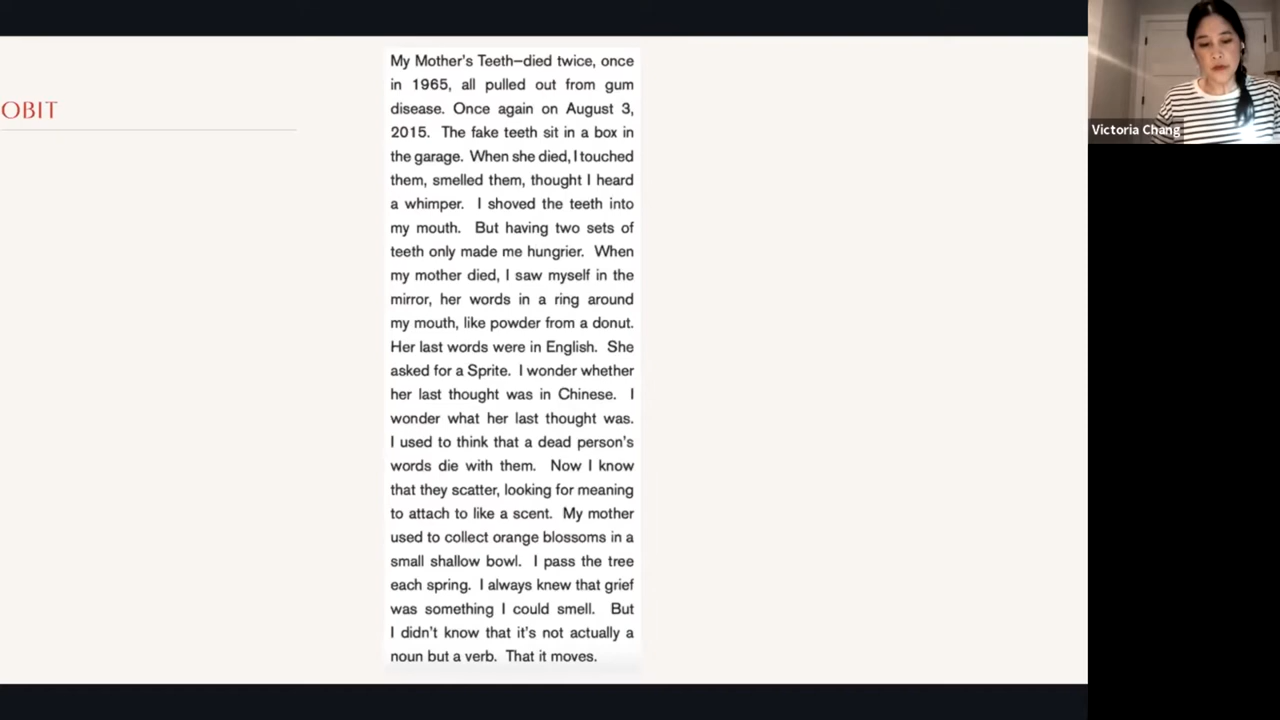 OBIT
My Mother's Teeth—died twice, once
in 1965, all pulled out from gum
disease. Once again on August 3,
2015. The fake teeth sit in a box in
the garage. When she died, I touched
them, smelled them, thought I heard
a whimper. I shoved the teeth into
my mouth. But having two sets of
teeth only made me hungrier. When
my mother died, I saw myself in the
mirror, her words in a ring around
my mouth, like powder from a donut.
Her last words were in English. She
asked for a Sprite. I wonder whether
her last thought was in Chinese. I
wonder what her last thought was.
I used to think that a dead person's
words die with them. Now I know
that they scatter, looking for meaning
to attach to like a scent. My mother
used to collect orange blossoms in a
small shallow bowl. I pass the tree
each spring. I always knew that grief
was something I could smell. But
I didn't know that it's not actually a
noun but a verb. That it moves.
Victoria Chang